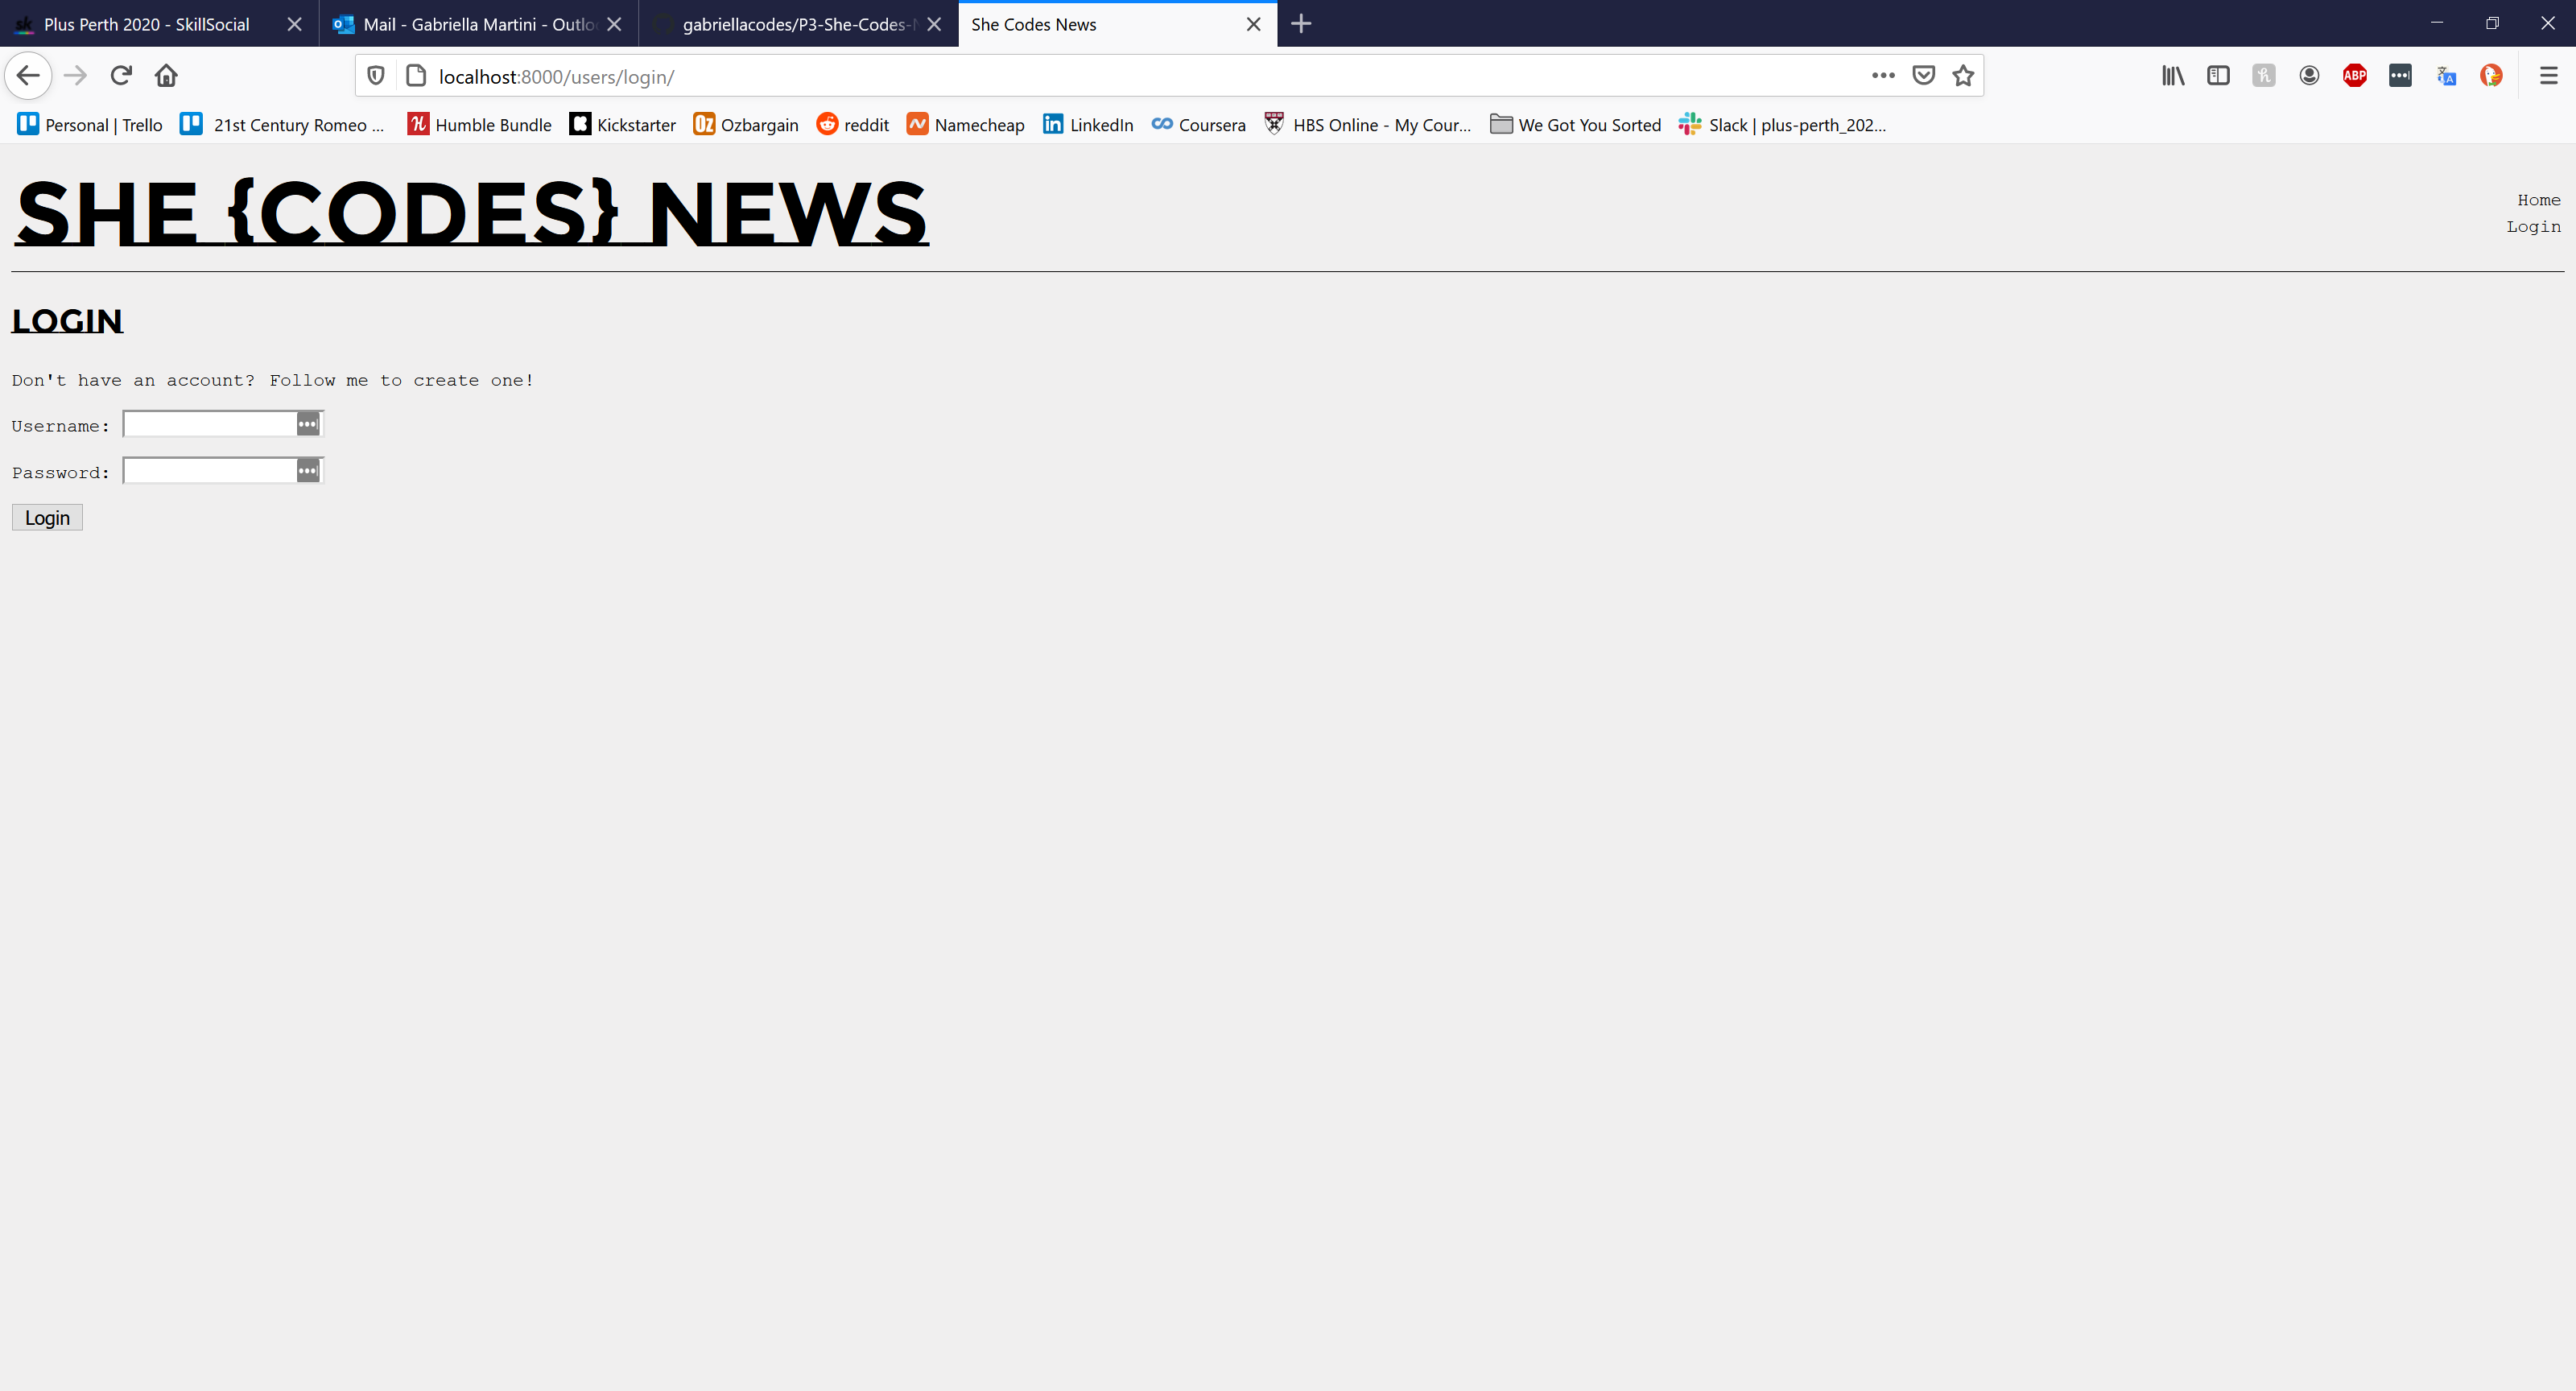 Plus Perth 2020 - SkillSocial
Mail - Gabriella Martini - Outlo
gabriellacodes/P3-She-Codes-
She Codes News
localhost:8000/users/login/
ABP
Personal | Trello
21st Century Romeo ...
Humble Bundle
Kickstarter
Ozbargain
reddit
Namecheap
LinkedIn
Coursera
HBS Online - My Cour...
We Got You Sorted
Slack | plus-perth_202...
SHE {CODES} NEWS
Home
Login
LOGIN
Don't have an account? Follow me to create one!
Username:
Password:
Login